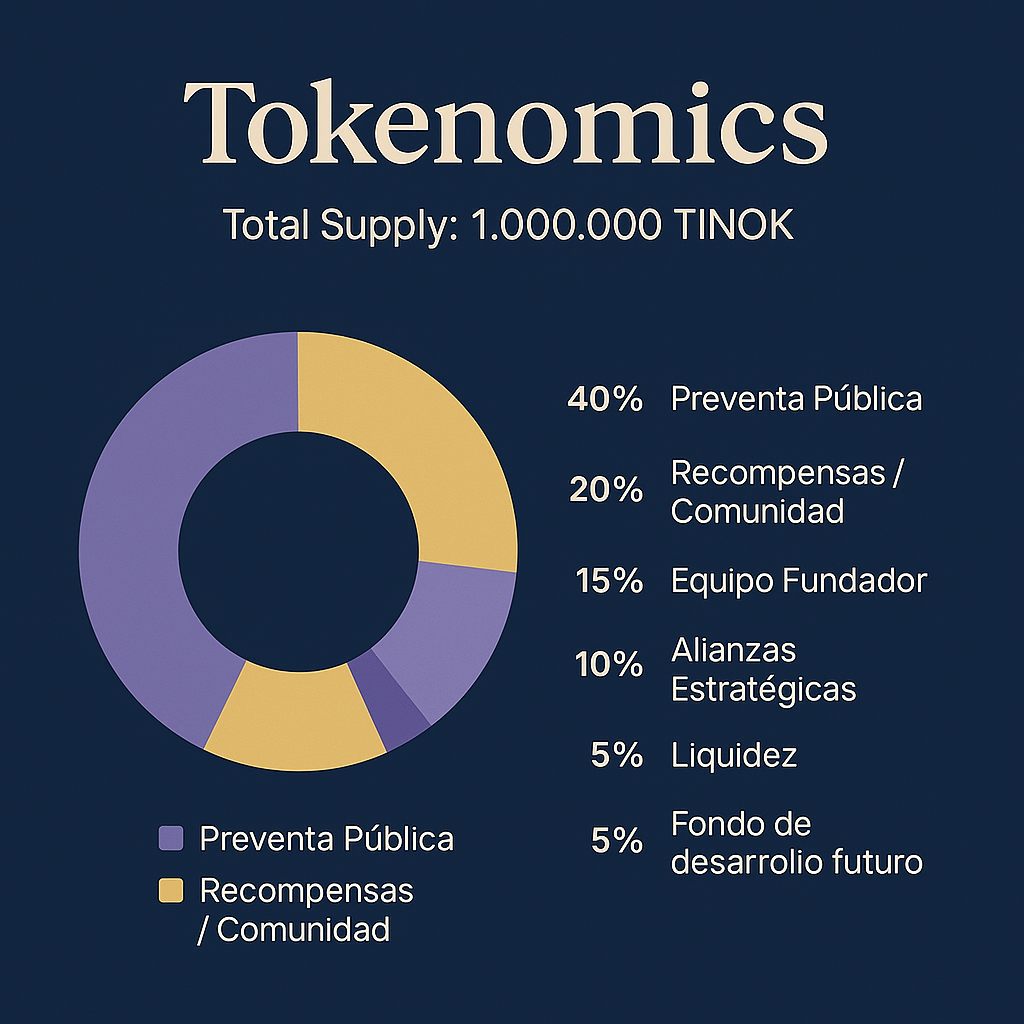 Tokenomics
Total Supply: 1.000.000 TINOK
40% Preventa Pública
20% Recompensas /
Comunidad
15% Equipo Fundador
10% Alianzas
Estratégicas
5% Liquidez
5% Fondo de
desarrolio futuro
Preventa Pública
Recompensas
/ Comunidad